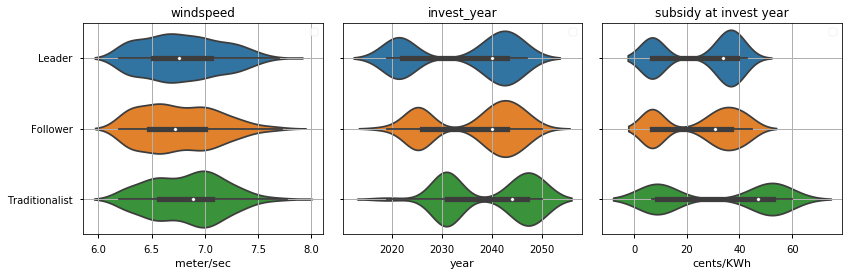 windspeed
invest_year
subsidy at invest year
Leader
Follower
Traditionalist
6.0 6.5 7.0 7.5 8.0
2020 2030 2040 2050
0 20 40 60
meter/sec
year
cents/KWh